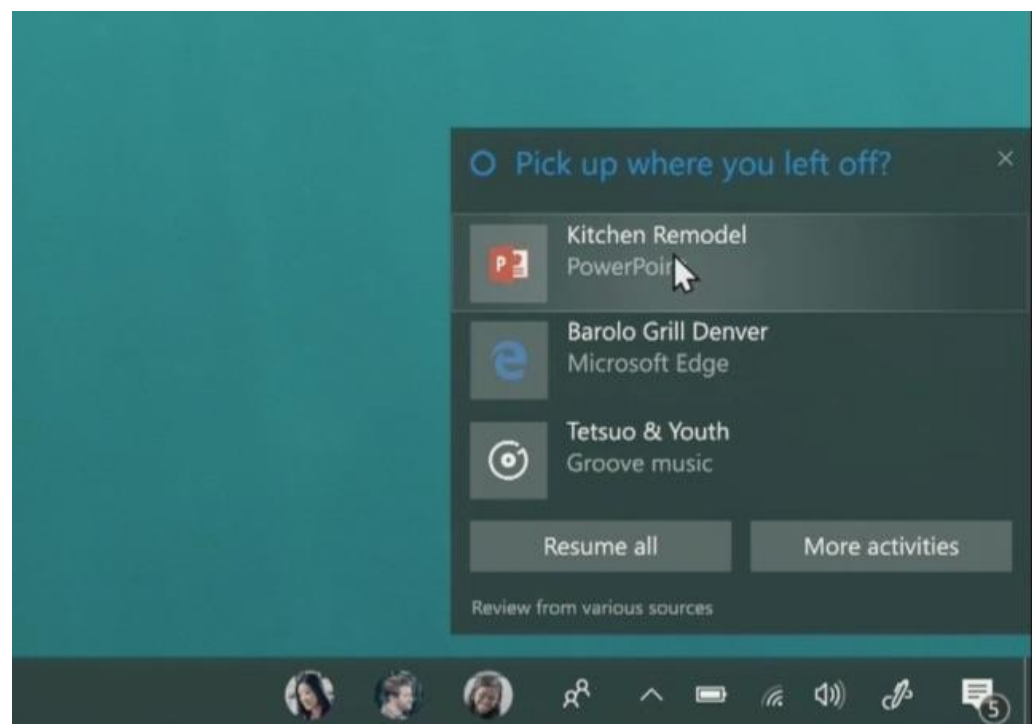 Pick up where you left off?
Kitchen Remodel
PowerPoin
Barolo Grill Denver
Microsoft Edge
Tetsuo & Youth
Groove music
Resume all
More activities
Review from various sources
5